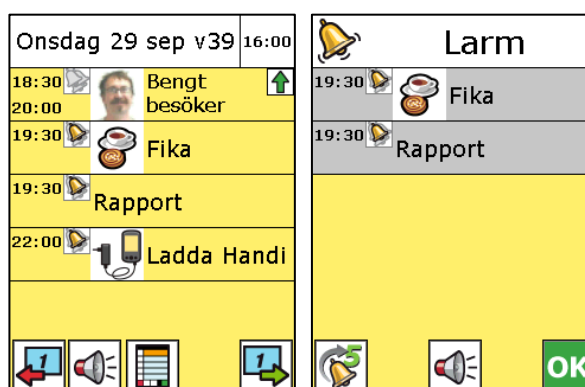 Onsdag 29 sep v39 16:00
18:30 Bengt
20:00 besöker
19:30 Fika
19:30 Rapport
22:00 Ladda Handi
1
1
Larm
19:30 Fika
19:30 Rapport
5
OK